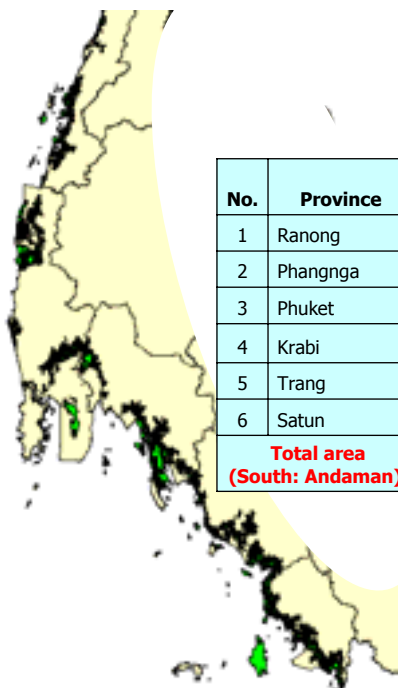 No. Province
1 Ranong
2 Phangnga
3 Phuket
4 Krabi
5 Trang
6 Satun
Total area
(South: Andaman)